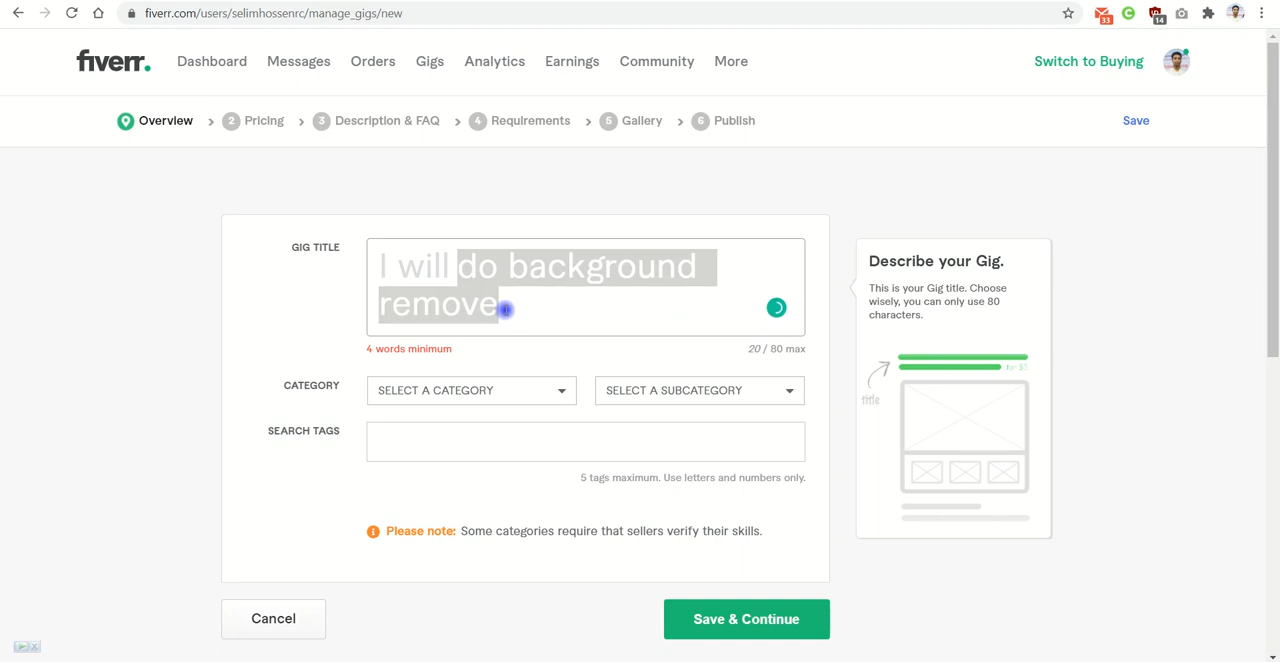 fiverr.com/users/selimhossenrc/manage_gigs/new
33
14
fiverr.
Dashboard
Messages
Orders
Gigs
Analytics
Earnings
Community
More
Switch to Buying
Overview
2 Pricing
3 Description & FAQ
4 Requirements
5 Gallery
6 Publish
Save
GIG TITLE
I will do background
remove
4 words minimum
20 / 80 max
CATEGORY
SELECT A CATEGORY
SELECT A SUBCATEGORY
SEARCH TAGS
5 tags maximum. Use letters and numbers only.
Please note: Some categories require that sellers verify their skills.
Cancel
Save & Continue
Describe your Gig.
This is your Gig title. Choose
wisely, you can only use 80
characters.
for $5
title